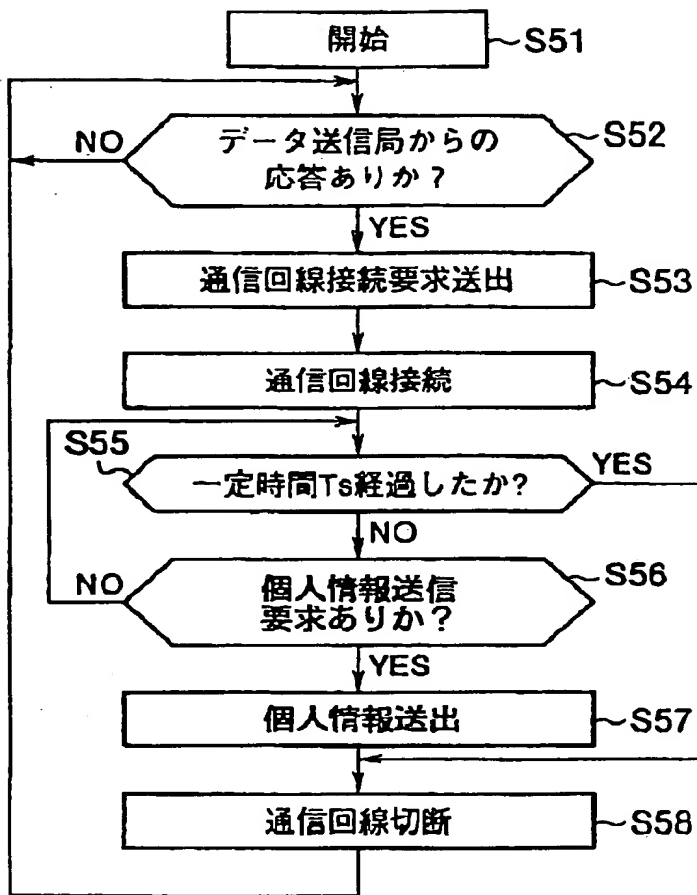 開始
S51
NO
データ送信局からの
応答ありか？
S52
YES
通信回線接続要求送出
S53
通信回線接続
S54
S55
一定時間Ts経過したか?
YES
NO
NO
個人情報送信
要求ありか？
S56
YES
個人情報送出
S57
通信回線切断
S58